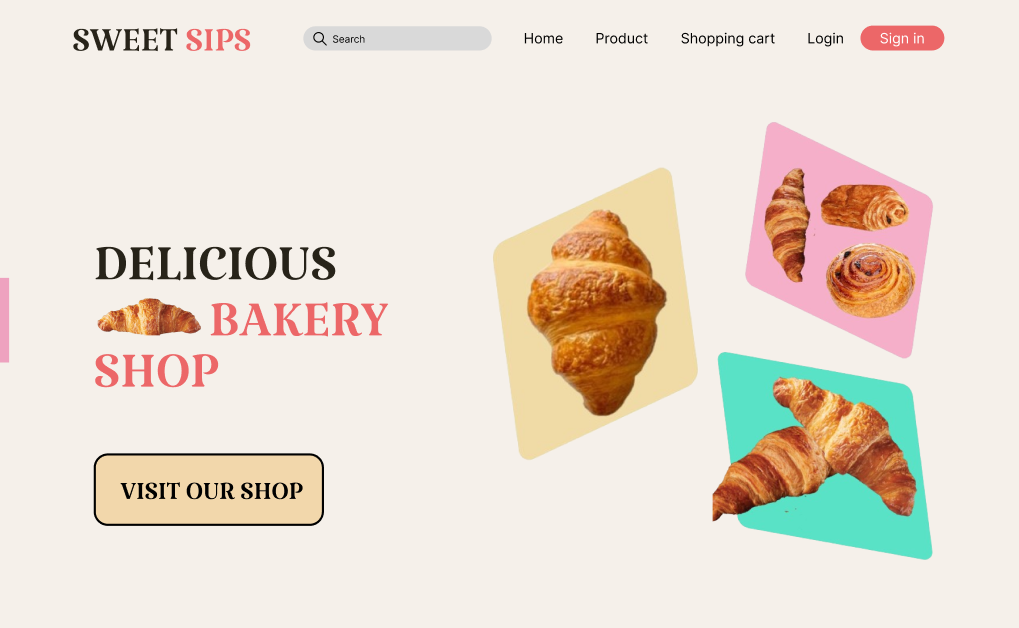 SWEET SIPS
Search
Home
Product
Shopping cart
Login
Sign in
DELICIOUS
BAKERY
SHOP
VISIT OUR SHOP